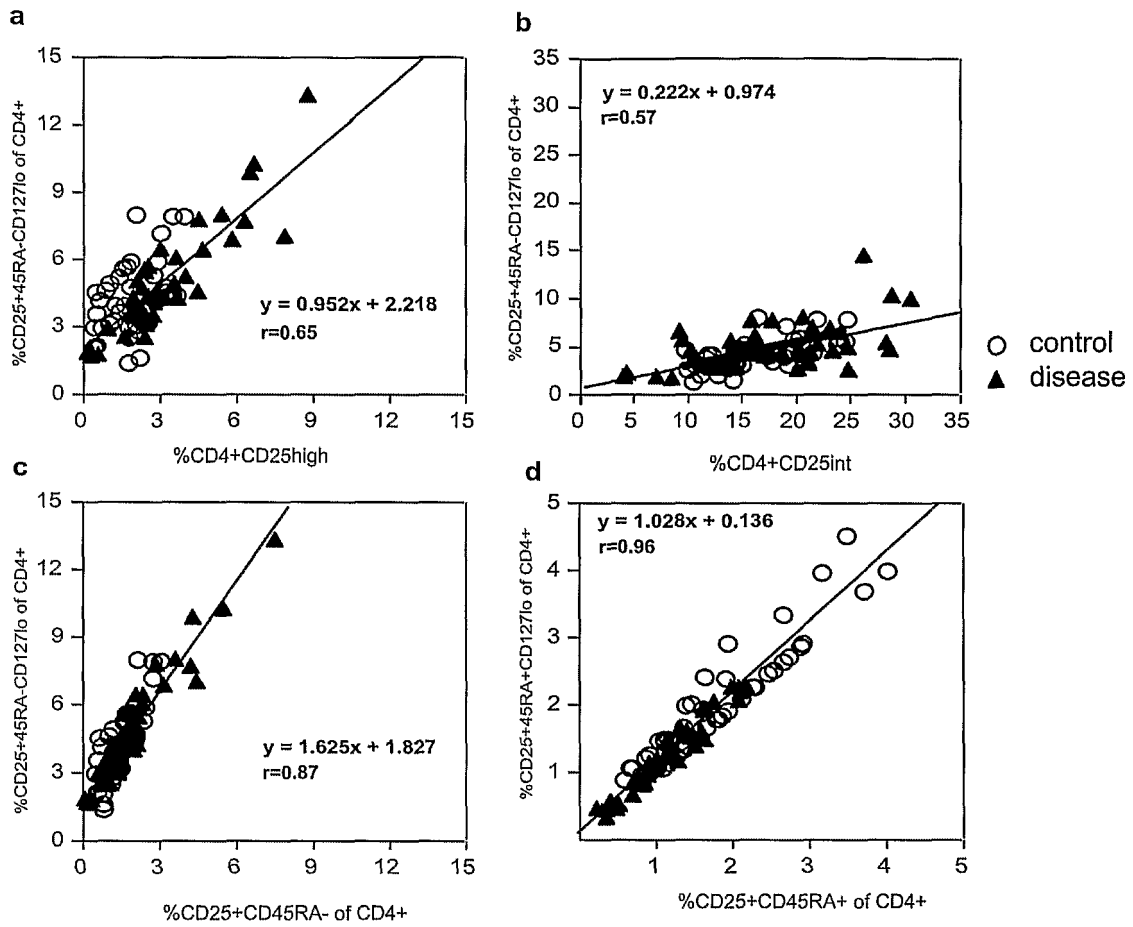 a
15
12
9
6
3
0
0
3
6
9
12
15
%CD25+45RA-CD127lo of CD4+
%CD4+CD25high
y = 0.952x + 2.218
r=0.65
b
35
30
25
20
15
10
5
0
0
5
10
15
20
25
30
35
%CD25+45RA-CD127lo of CD4+
%CD4+CD25int
y = 0.222x + 0.974
r=0.57
control
disease
c
15
12
9
6
3
0
0
3
6
9
12
15
%CD25+45RA-CD127lo of CD4+
%CD25+CD45RA- of CD4+
y = 1.625x + 1.827
r=0.87
d
5
4
3
2
1
1
2
3
4
5
%CD25+45RA+CD127lo of CD4+
%CD25+CD45RA+ of CD4+
y = 1.028x + 0.136
r=0.96